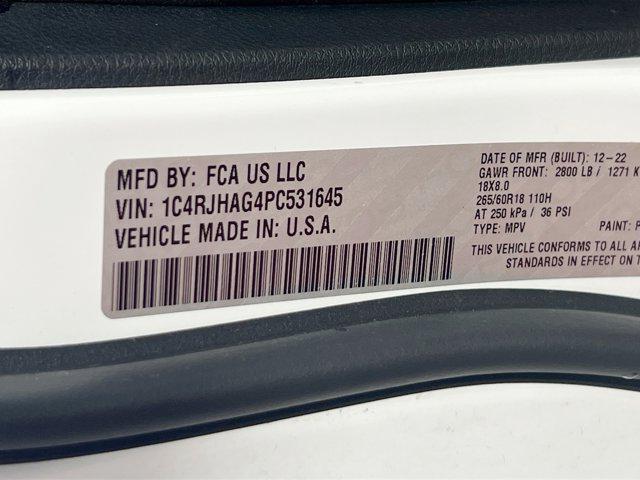 MFD BY: FCA US LLC
VIN: 1C4RJHAG4PC531645
VEHICLE MADE IN: U.S.A.
DATE OF MFR (BUILT): 12-22
GAWR FRONT: 2800 LB / 1271 K
18X8.0
265/60R18 110H
AT 250 kPa / 36 PSI
TYPE: MPV PAINT: P
THIS VEHICLE CONFORMS TO ALL AP
STANDARDS IN EFFECT ON T